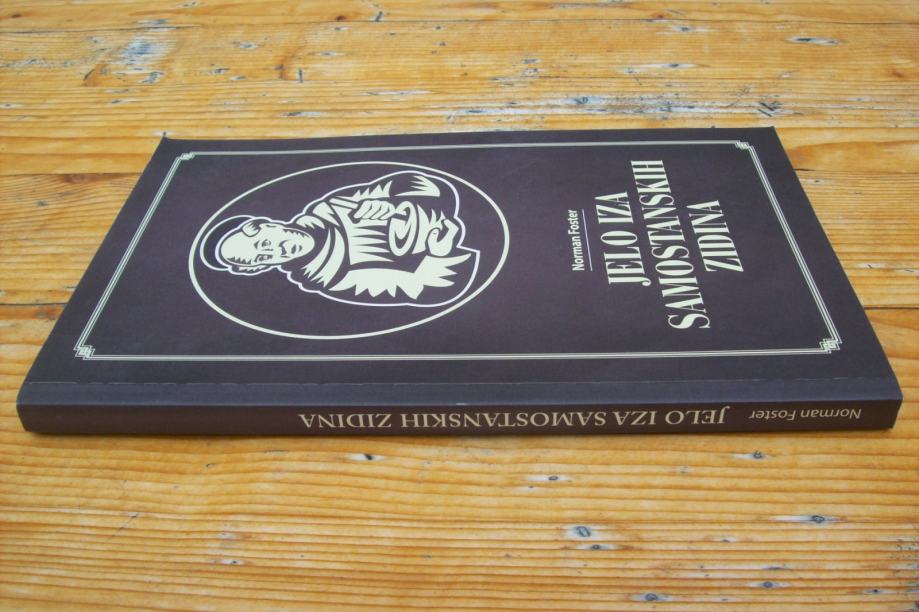 Norman Foster
JELO IZA
SAMOSTANSKIH
ZIDINA
Norman Foster JELO IZA SAMOSTANSKIH ZIDINA